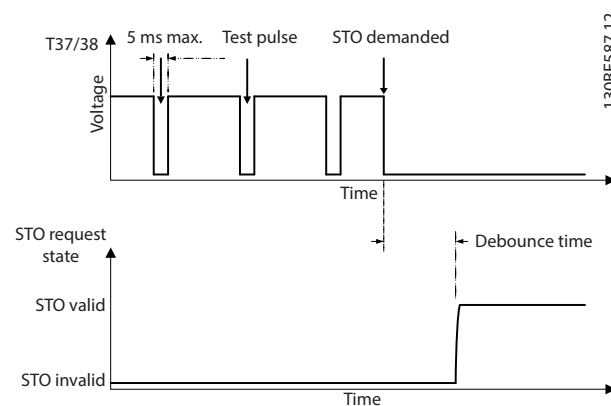 T37/38
5 ms max.
Test pulse
STO demanded
130BE587.12
Voltage
Time
STO request
state
Debounce time
STO valid
STO invalid
Time